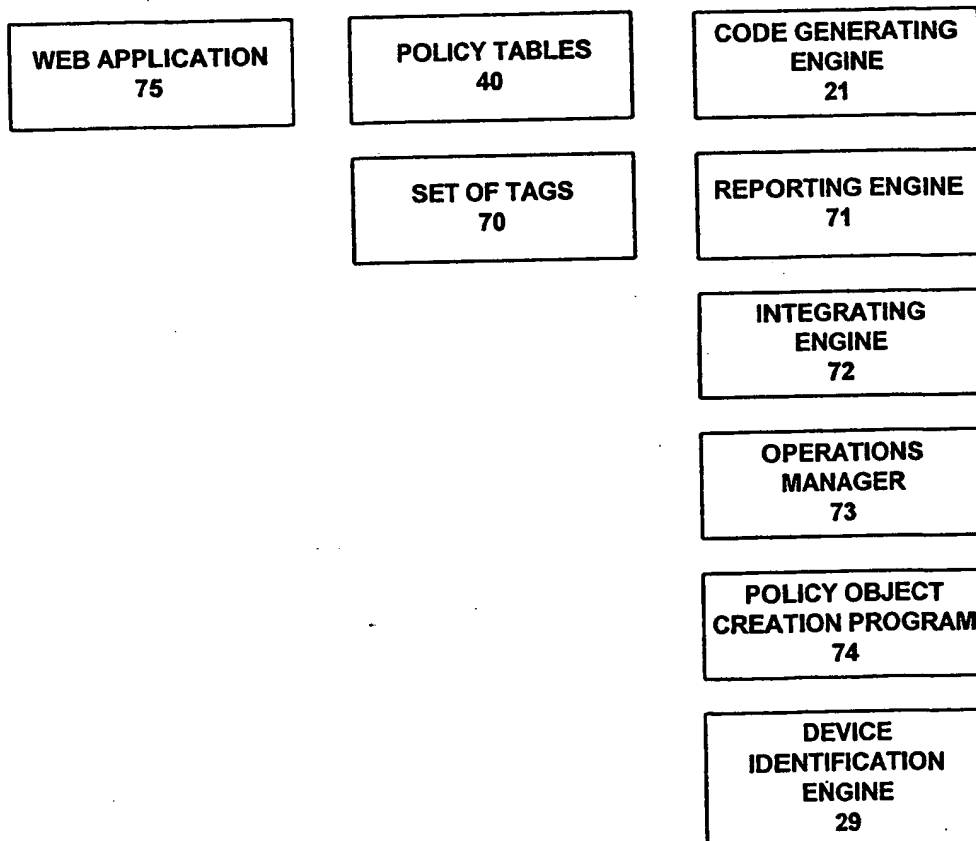 WEB APPLICATION
75
POLICY TABLES
40
CODE GENERATING
ENGINE
21
SET OF TAGS
70
REPORTING ENGINE
71
INTEGRATING
ENGINE
72
OPERATIONS
MANAGER
73
POLICY OBJECT
CREATION PROGRAM
74
DEVICE
IDENTIFICATION
ENGINE
29